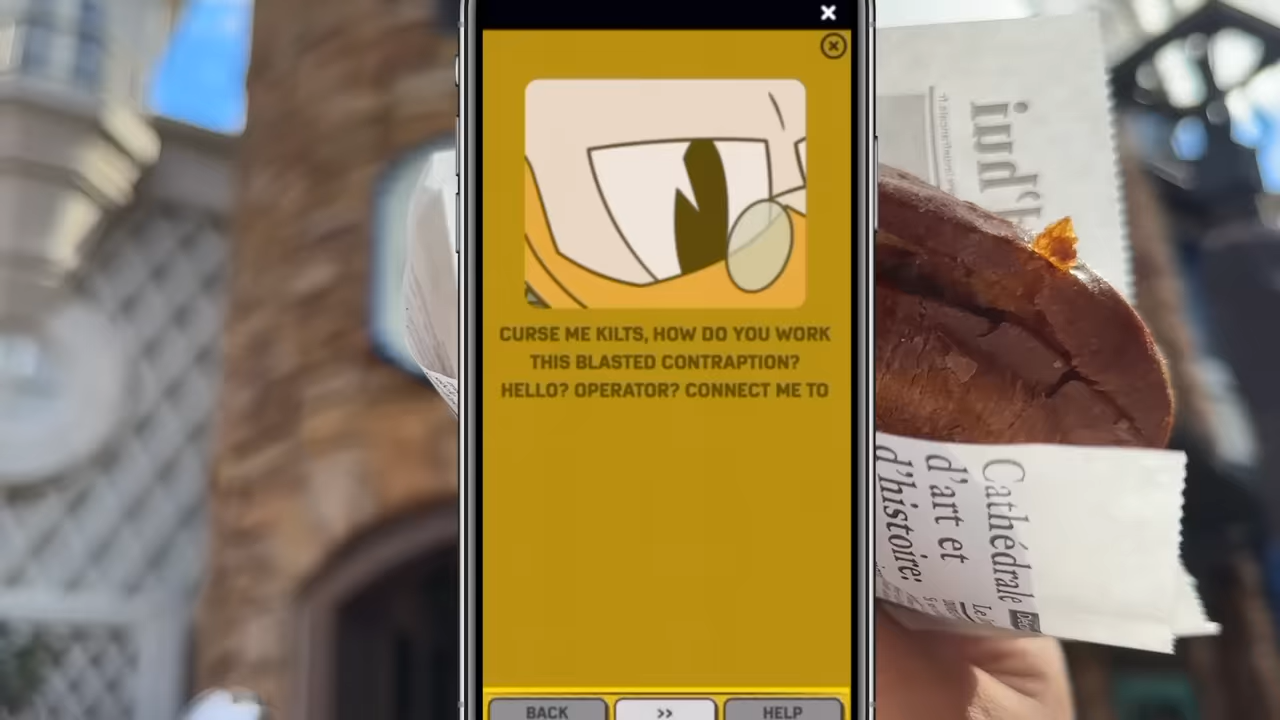 CURSE ME KILTS, HOW DO YOU WORK
THIS BLASTED CONTRAPTION?
HELLO? OPERATOR? CONNECT ME TO
BACK
>>
HELP
ind'h
Cathédrale
d'art et
d'histoire: